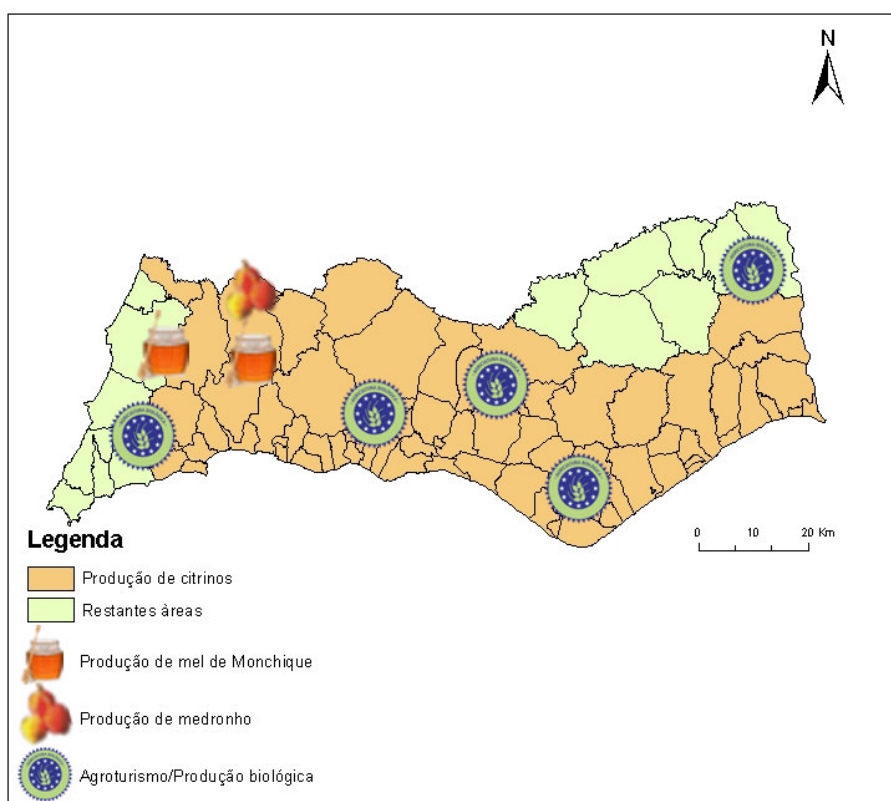 N
0 10 20 Km
Legenda
Produção de citrinos
Restantes àreas
Produção de mel de Monchique
Produção de medronho
Agroturismo/Produção biológica